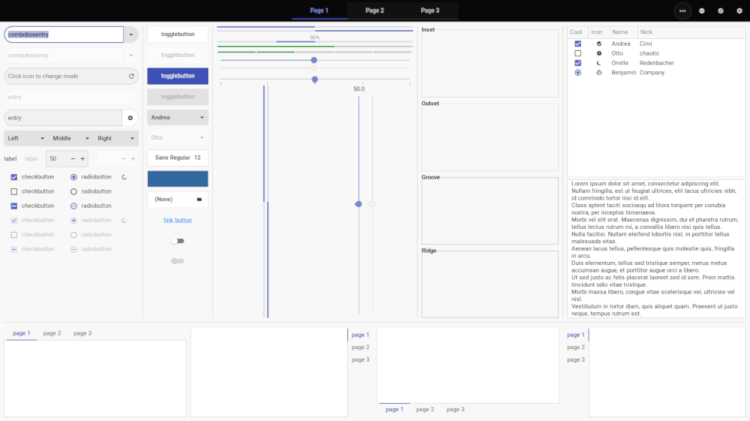 Page 1
Page 2
Page 3
comboboxentry
comboboxentry
Click icon to change mode
entry
entry
Left Middle Right
label label 50
checkbutton radiobutton
checkbutton radiobutton
checkbutton radiobutton
checkbutton radiobutton
checkbutton radiobutton
checkbutton radiobutton
togglebutton
togglebutton
togglebutton
togglebutton
Andrea
Otto
Sans Regular 12
(None)
link button
50%
50.0
Inset
Outset
Groove
Ridge
Cool Icon Name Nick
Andrea Cimi
Otto chaotic
Orville Redenbacher
Benjamin Company
Lorem ipsum dolor sit amet, consectetur adipiscing elit.
Nullam fringilla, est ut feugiat ultrices, elit lacus ultricies nibh,
id commodo tortor nisi id elit.
Class aptent taciti sociosqu ad litora torquent per conubia
nostra, per inceptos himenaeos.
Morbi vel elit erat. Maecenas dignissim, dui et pharetra rutrum,
tellus lectus rutrum mi, a convallis libero nisi quis tellus.
Nulla facilisi. Nullam eleifend lobortis nisl, in porttitor tellus
malesuada vitae.
Aenean lacus tellus, pellentesque quis molestie quis, fringilla
in arcu.
Duis elementum, tellus sed tristique semper, metus metus
accumsan augue, et porttitor augue orci a libero.
Ut sed justo ac felis placerat laoreet sed id sem. Proin mattis
tincidunt odio vitae tristique.
Morbi massa libero, congue vitae scelerisque vel, ultricies vel
nisl.
Vestibulum in tortor diam, quis aliquet quam. Praesent ut justo
neque, tempus rutrum est.
page 1 page 2 page 3
page 1
page 2
page 3
page 1 page 2 page 3
page 1
page 2
page 3